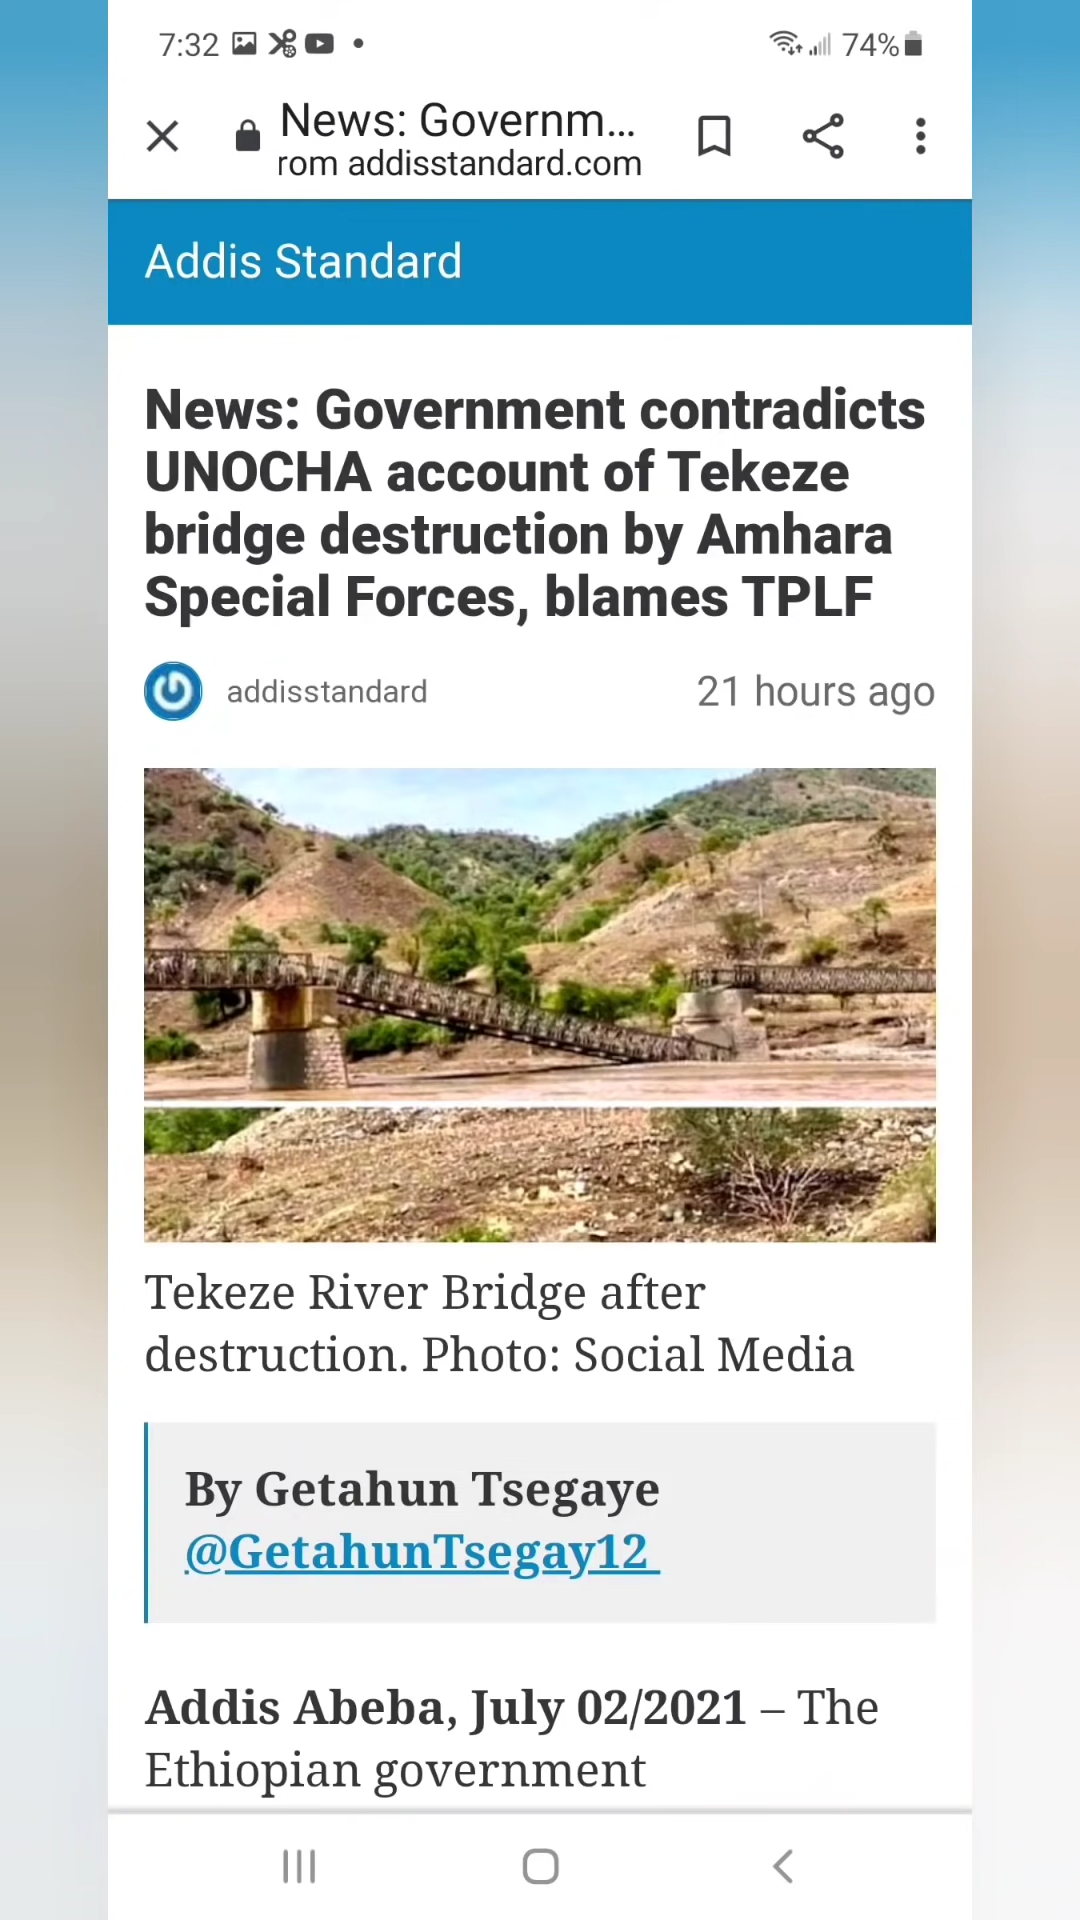 7:32
74%
News: Governm...
rom addisstandard.com
Addis Standard
News: Government contradicts
UNOCHA account of Tekeze
bridge destruction by Amhara
Special Forces, blames TPLF
addisstandard
21 hours ago
Tekeze River Bridge after
destruction. Photo: Social Media
By Getahun Tsegaye
@GetahunTsegay12
Addis Abeba, July 02/2021 – The
Ethiopian government